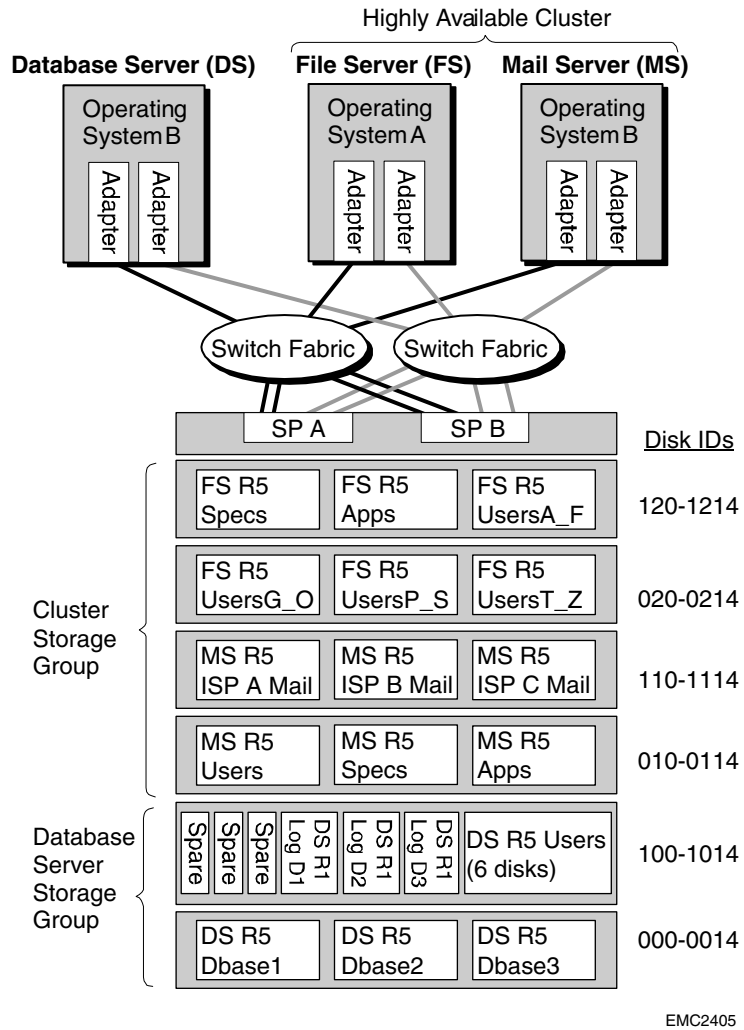 Highly Available Cluster
Database Server (DS)
File Server (FS)
Mail Server (MS)
Operating
System B
Adapter
Adapter
Operating
System A
Adapter
Adapter
Operating
System B
Adapter
Adapter
Switch Fabric
Switch Fabric
SP A
SP B
Disk IDs
Cluster
Storage
Group
FS R5
Specs
FS R5
Apps
FS R5
UsersA_F
120-1214
FS R5
UsersG_O
FS R5
UsersP_S
FS R5
UsersT_Z
020-0214
MS R5
ISP A Mail
MS R5
ISP B Mail
MS R5
ISP C Mail
110-1114
MS R5
Users
MS R5
Specs
MS R5
Apps
010-0114
Database
Server
Storage
Group
Spare
Spare
Spare
DS R1
Log D1
DS R1
Log D2
DS R1
Log D3
DS R5 Users
(6 disks)
100-1014
DS R5
Dbase1
DS R5
Dbase2
DS R5
Dbase3
000-0014
EMC2405